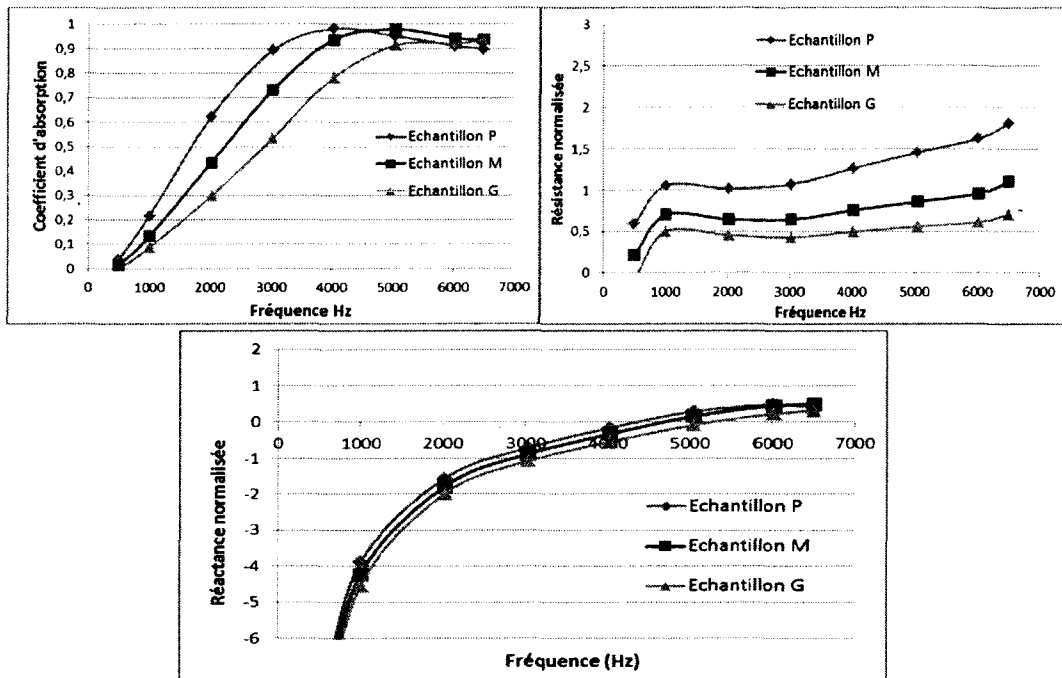 Coefficient d'absorption
1
0,9
0,8
0,7
0,6
0,5
0,4
0,3
0,2
0,1
0
0 1000 2000 3000 4000 5000 6000 7000
Fréquence Hz
Echantillon P
Echantillon M
Echantillon G
Résistance normalisée
3
2,5
2
1,5
1
0,5
0
0 1000 2000 3000 4000 5000 6000 7000
Fréquence Hz
Echantillon P
Echantillon M
Echantillon G
Réactance normalisée
2
1
0
-1
-2
-3
-4
-5
-6
0 1000 2000 3000 4000 5000 6000 7000
Fréquence (Hz)
Echantillon P
Echantillon M
Echantillon G